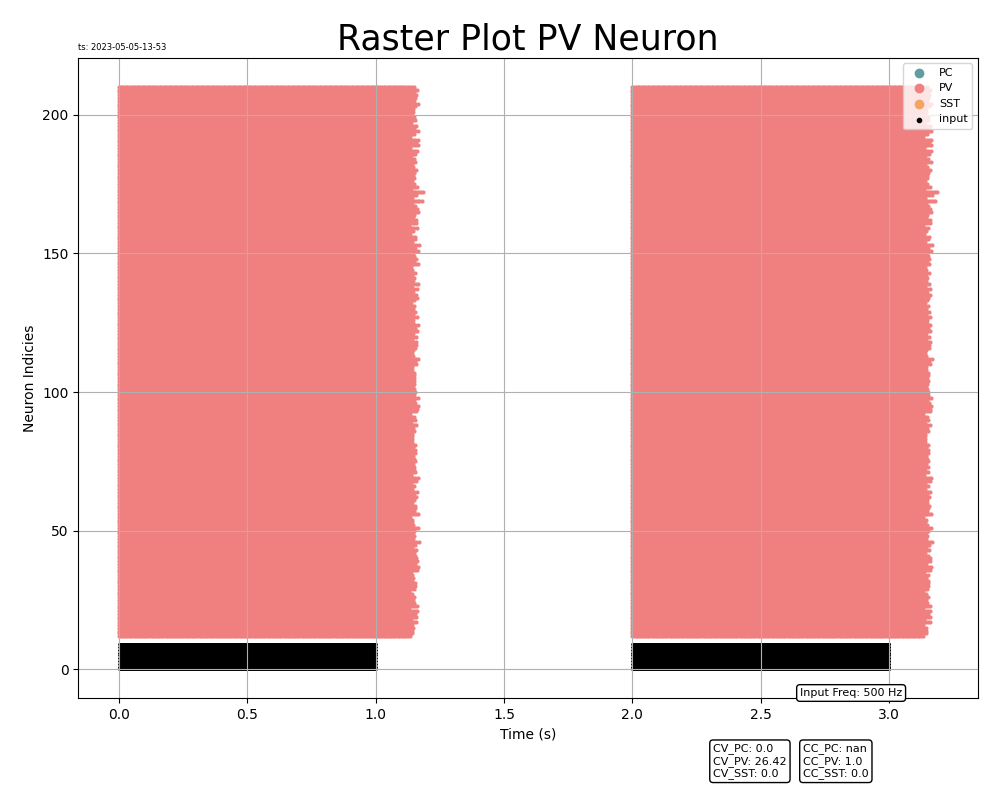 Raster Plot PV Neuron
ts: 2023-05-05-13-53
PC
PV
SST
input
200
150
100
50
0
Neuron Indicies
0.0 0.5 1.0 1.5 2.0 2.5 3.0
Input Freq: 500 Hz
Time (s)
CV_PC: 0.0
CV_PV: 26.42
CV_SST: 0.0
CC_PC: nan
CC_PV: 1.0
CC_SST: 0.0